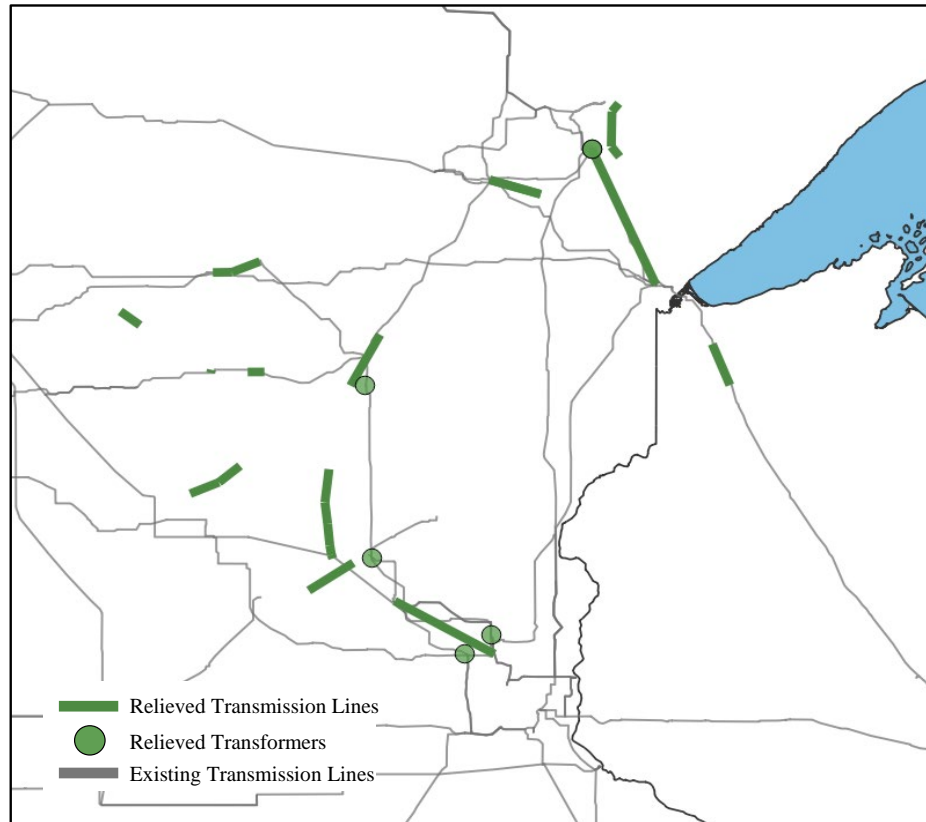 Relieved Transmission Lines
Relieved Transformers
Existing Transmission Lines